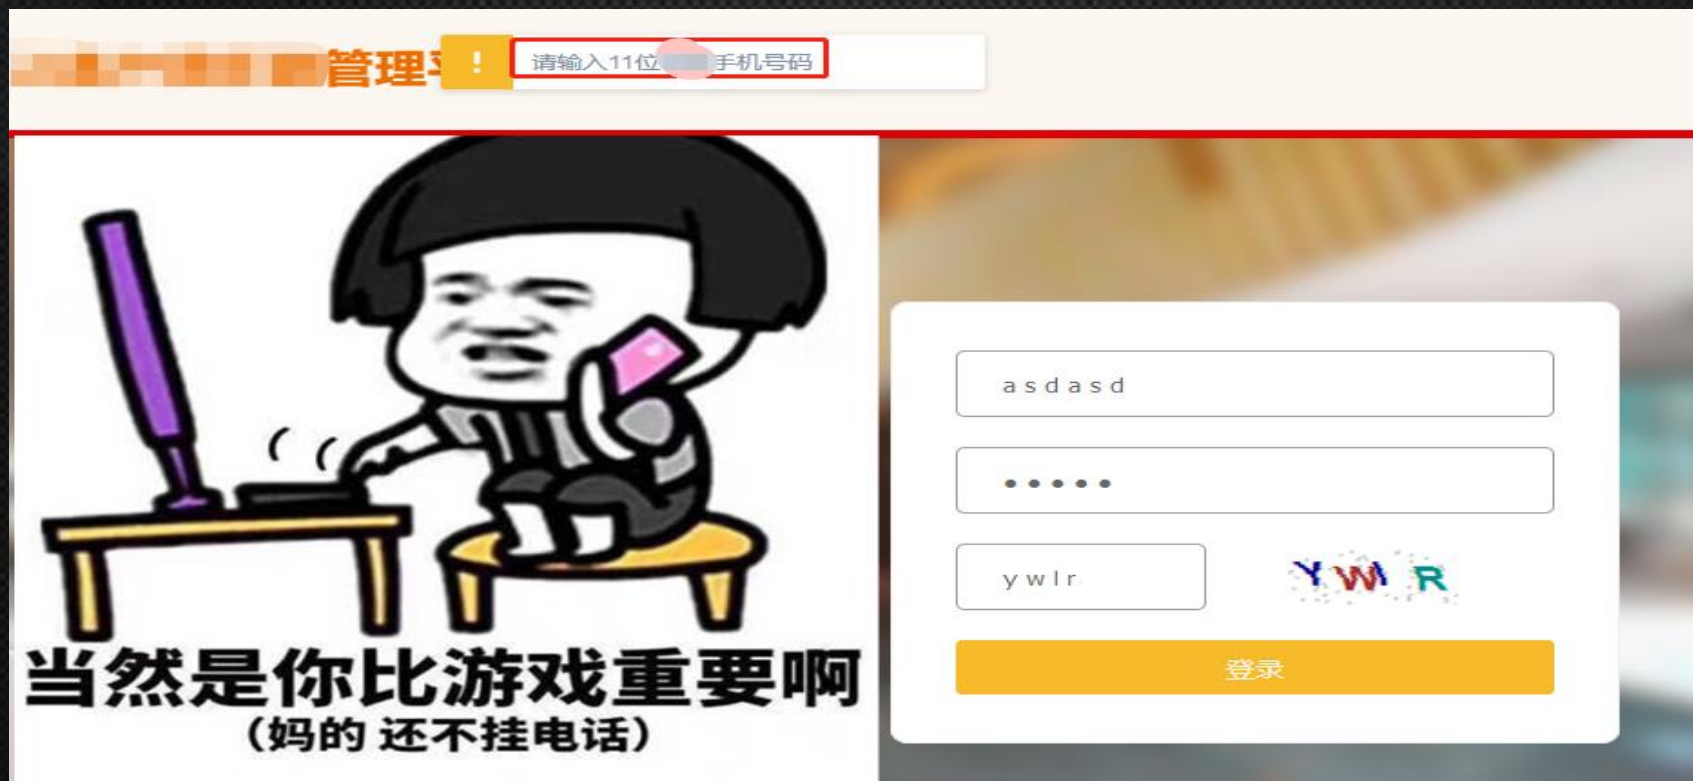 管理
! 请输入11位 手机号码
asdasd
•••••
ywlr
YWlR
登录
当然是你比游戏重要啊
（妈的 还不挂电话）